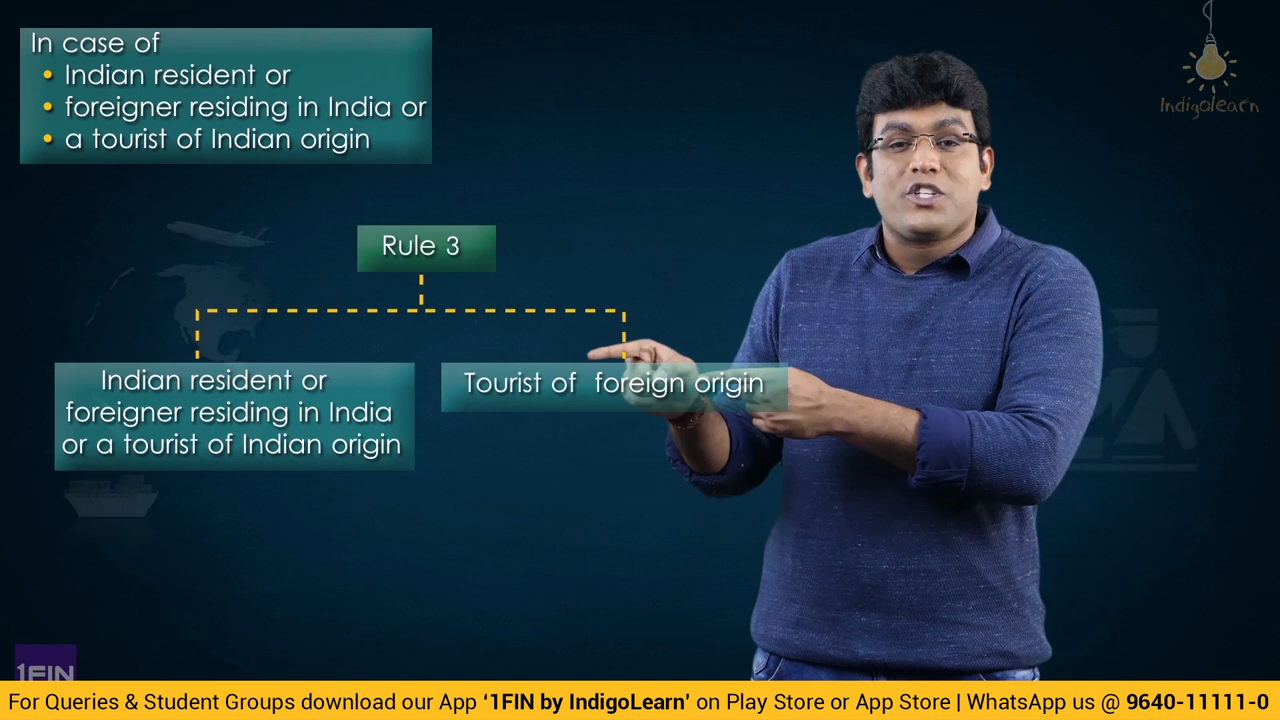 In case of
• Indian resident or
• foreigner residing in India or
• a tourist of Indian origin
Indigolearn
Rule 3
Indian resident or
foreigner residing in India
or a tourist of Indian origin
Tourist of foreign origin
1FIN
For Queries & Student Groups download our App ‘1FIN by IndigoLearn’ on Play Store or App Store | WhatsApp us @ 9640-11111-0